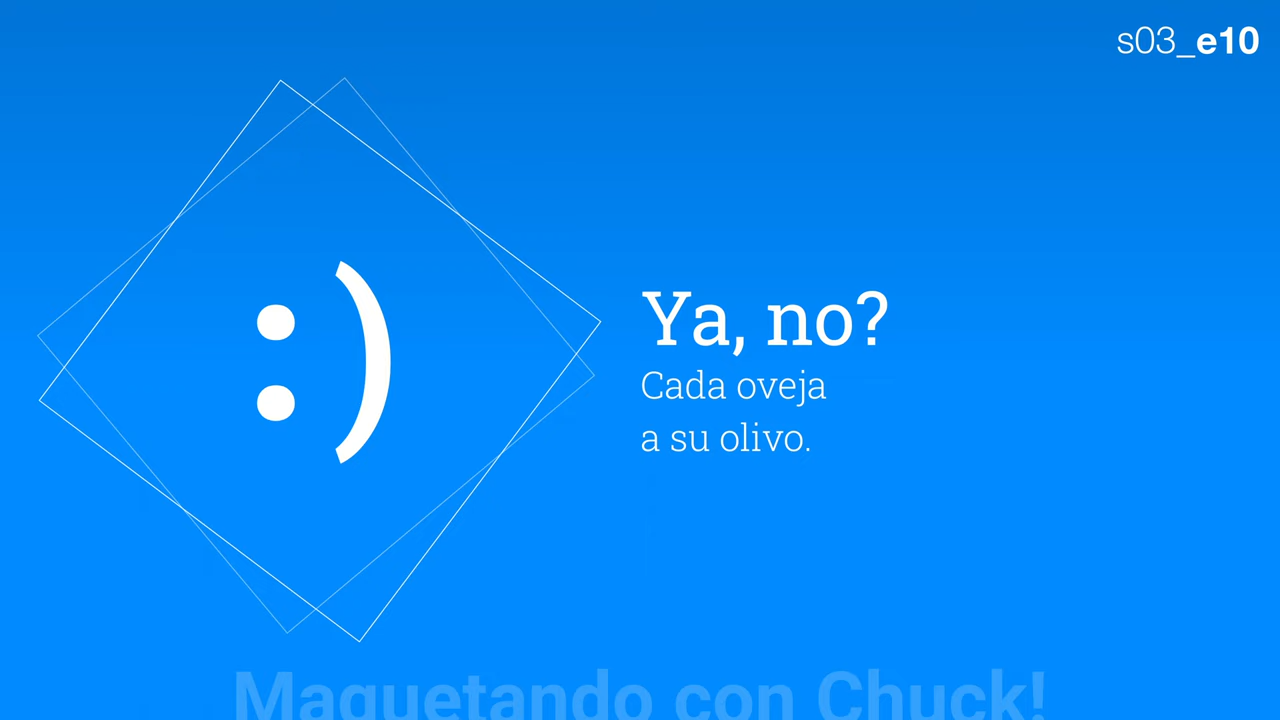 s03_e10
:)
Ya, no?
Cada oveja
a su olivo.
Maquetando con Chuck!